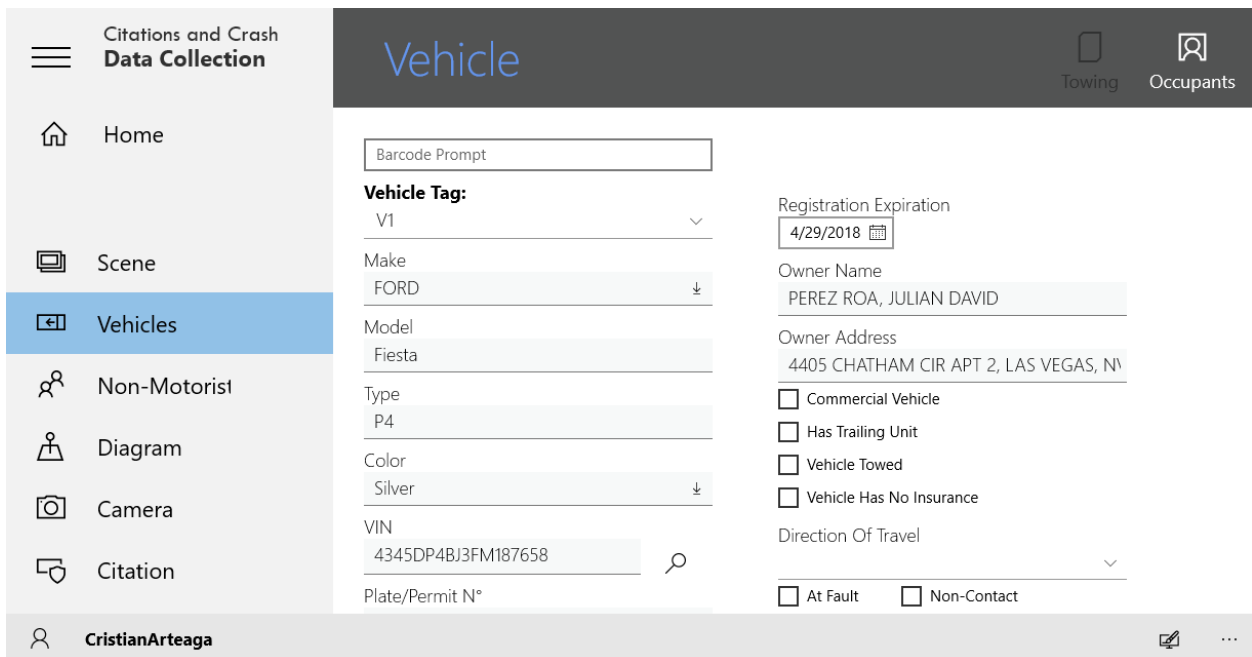 Citations and Crash
Data Collection
Home
Scene
Vehicles
Non-Motorist
Diagram
Camera
Citation
CristianArteaga
Vehicle
Towing
Occupants
Barcode Prompt
Vehicle Tag:
V1
Make
FORD
Model
Fiesta
Type
P4
Color
Silver
VIN
4345DP4BJ3FM187658
Plate/Permit N°
Registration Expiration
4/29/2018
Owner Name
PEREZ ROA, JULIAN DAVID
Owner Address
4405 CHATHAM CIR APT 2, LAS VEGAS, N
Commercial Vehicle
Has Trailing Unit
Vehicle Towed
Vehicle Has No Insurance
Direction Of Travel
At Fault Non-Contact
...